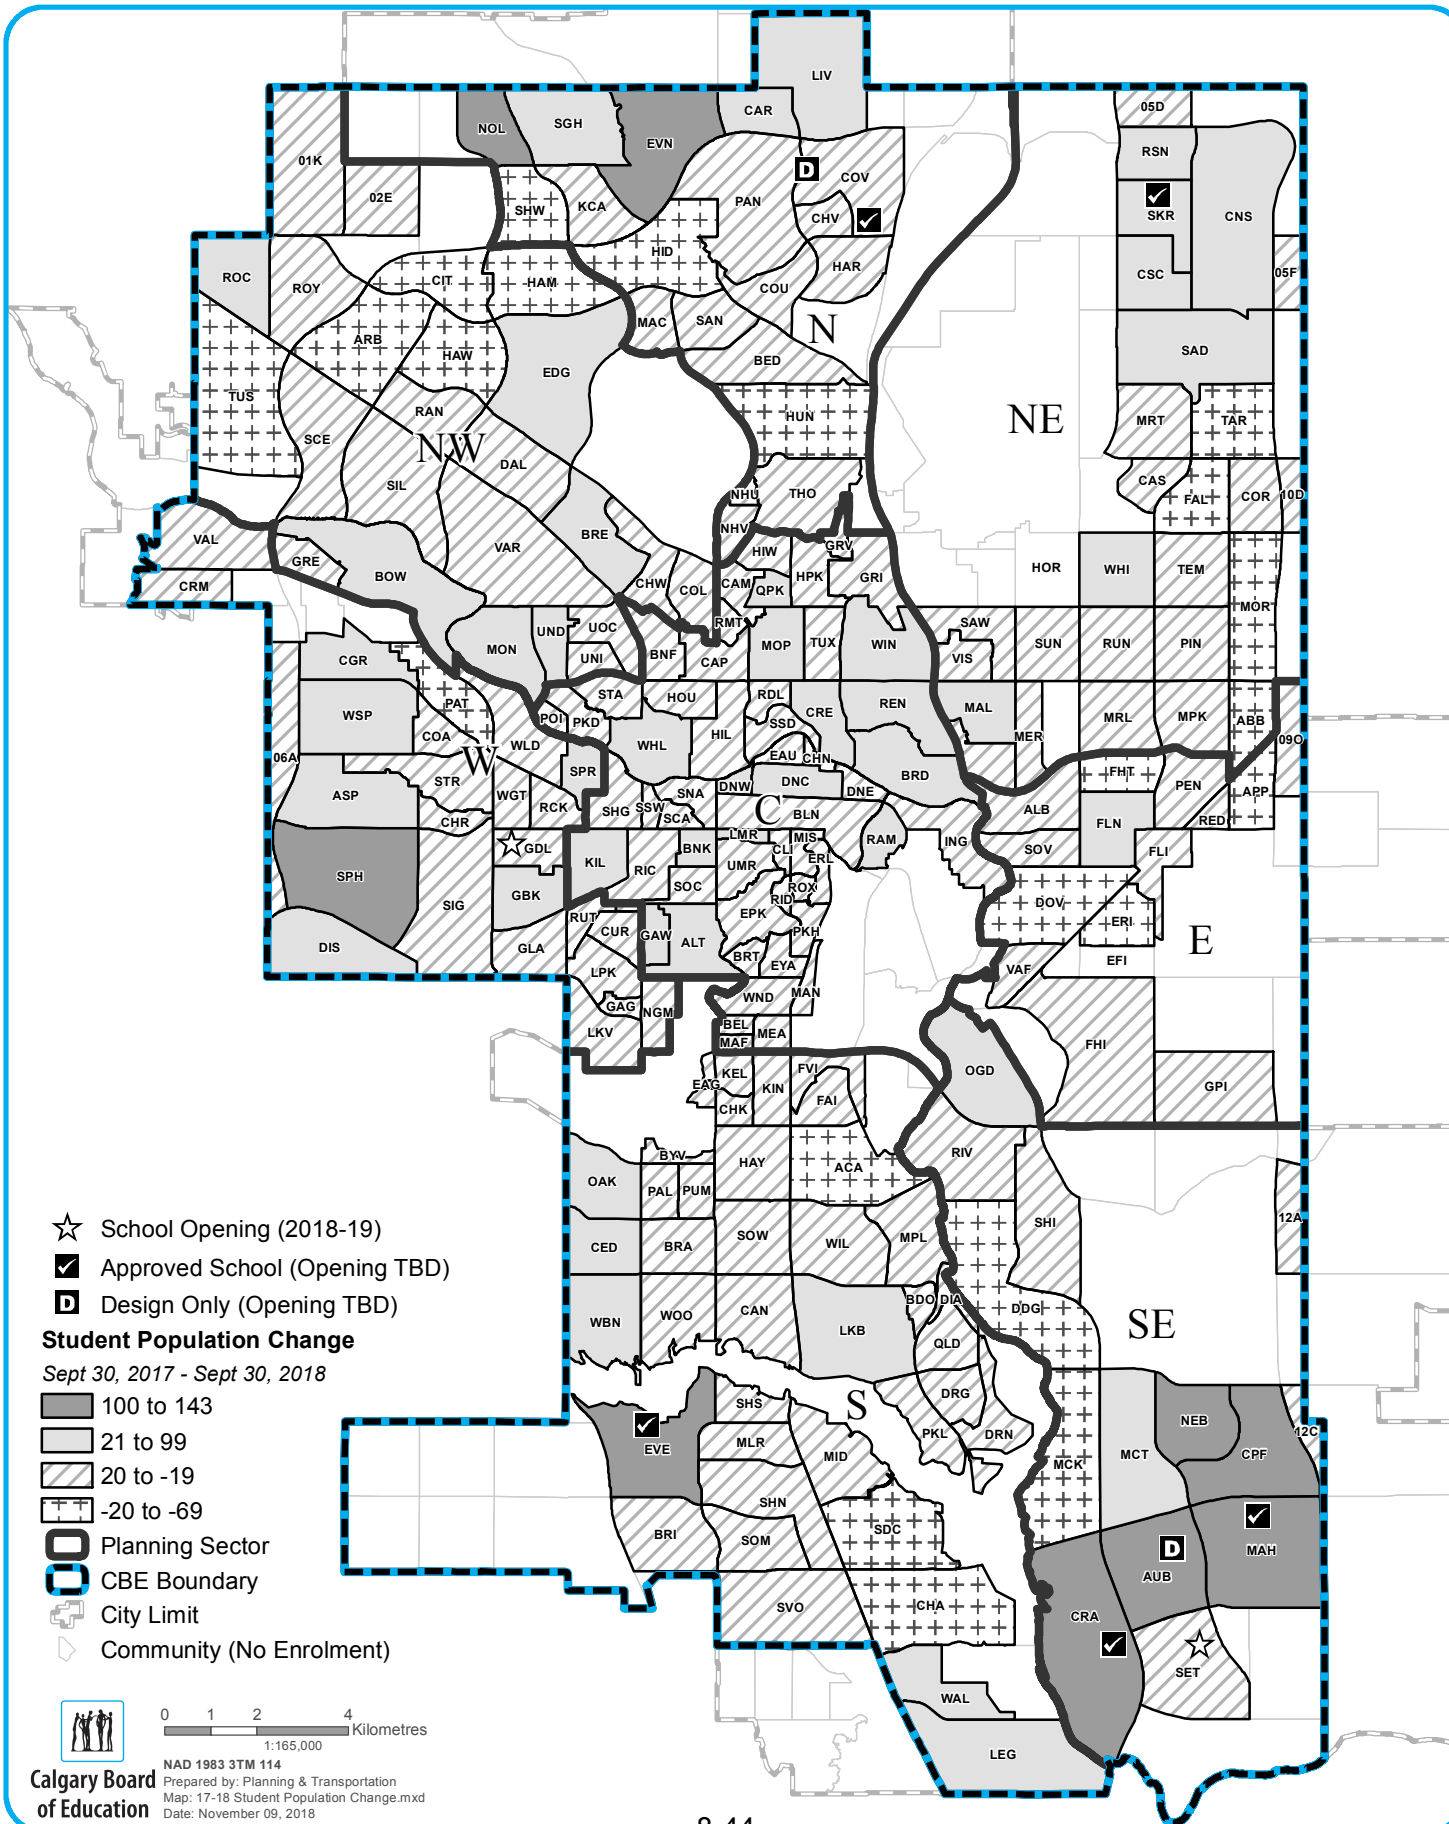 LIV
CAR
05D
NOL
SGH
EVN
RSN
01K
02E
SHW
KCA
PAN
D
COV
CHV
SKR
CNS
HID
HAR
ROC
ROY
CIT
HAM
COU
CSC
05F
MAC
SAN
N
ARB
HAW
BED
SAD
EDG
TUS
RAN
HUN
NE
MRT
TAR
SCE
NW
DAL
SIL
NHU
THO
CAS
FAL
COR
10D
VAL
VAR
BRE
NHV
GRV
HIW
GRE
BOW
CRM
CHW
COL
CAM
QPK
HPK
GRI
HOR
WHI
TEM
MOR
RMT
UND
UOC
MON
UNI
BNF
CAP
MOP
TUX
WIN
SAW
VIS
SUN
RUN
PIN
CGR
PAT
STA
HOU
RDL
CRE
REN
MAL
MER
MRL
MPK
ABB
WSP
COA
WLD
POI
PKD
WHL
HIL
SSD
EAU
CHN
09O
W
06A
STR
SPR
DNW
DNC
DNE
BRD
FHT
PEN
APP
ASP
WGT
RCK
SHG
SSW
SNA
SCA
C
BLN
ALB
FLN
RED
CHR
GDL
LMR
MIS
CLI
ERL
RAM
ING
SOV
FLI
SPH
SIG
GBK
KIL
RIC
BNK
UMR
SOC
ROX
RID
EPK
DOV
ERI
E
DIS
GLA
RUT
CUR
GAW
ALT
PKH
BRT
EYA
EFI
LPK
GAG
NGM
WND
MAN
VAF
LKV
BEL
MAF
MEA
FHI
EAG
KEL
KIN
FVI
FAI
CHK
OGD
GPI
BYV
HAY
ACA
RIV
OAK
PAL
PUM
SHI
12A
CED
BRA
SOW
WIL
MPL
WBN
WOO
CAN
LKB
BDO
DIA
DDG
SE
QLD
DRG
S
SHS
EVE
MLR
MID
PKL
DRN
MCK
MCT
NEB
CPF
12C
SHN
BRI
SOM
SDC
D
AUB
MAH
SVO
CHA
CRA
SET
WAL
LEG
School Opening (2018-19)
Approved School (Opening TBD)
D Design Only (Opening TBD)
Student Population Change
Sept 30, 2017 - Sept 30, 2018
100 to 143
21 to 99
20 to -19
-20 to -69
Planning Sector
CBE Boundary
City Limit
Community (No Enrolment)
0 1 2 4
Kilometres
1:165,000
Calgary Board
of Education
NAD 1983 3TM 114
Prepared by: Planning & Transportation
Map: 17-18 Student Population Change.mxd
Date: November 09, 2018
8-44